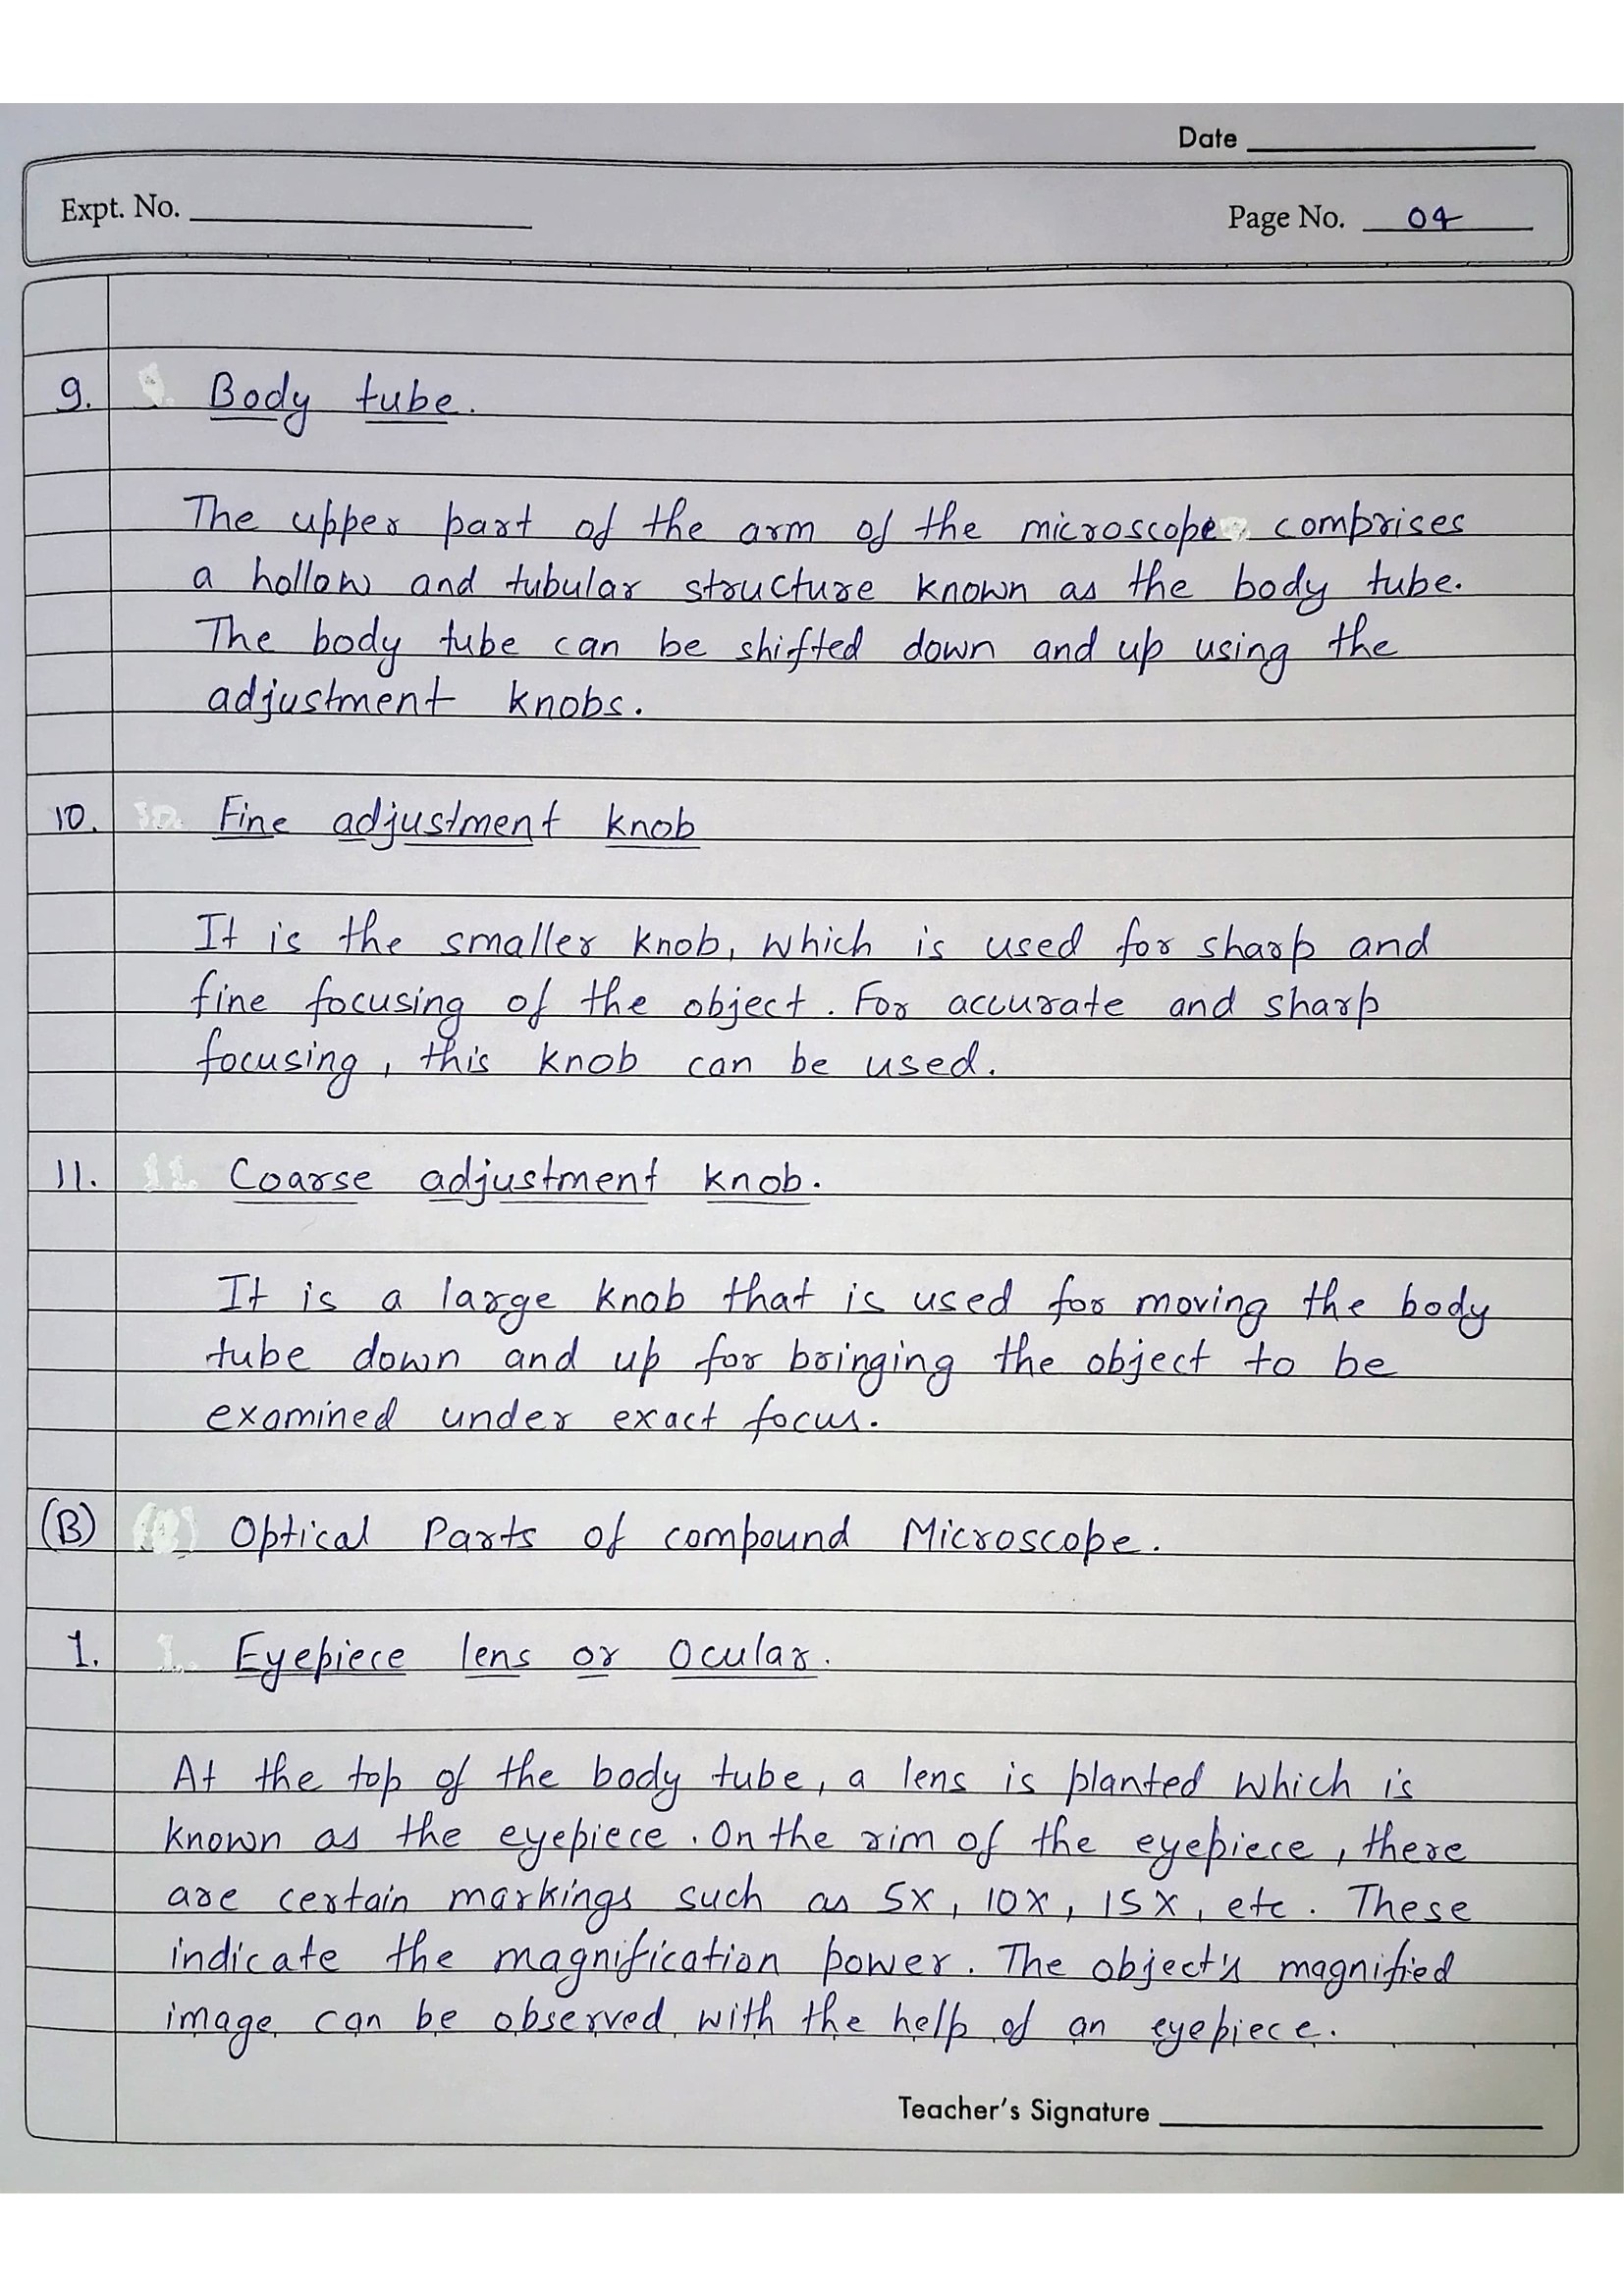 Date
Expt. No.
Page No. 04
9. Body tube.
The upper part of the arm of the microscope comprises
a hollow and tubular structure known as the body tube.
The body tube can be shifted down and up using the
adjustment knobs.
10. Fine adjustment knob
It is the smaller knob, which is used for sharp and
fine focusing of the object. For accurate and sharp
focusing, this knob can be used.
11. Coarse adjustment knob.
It is a large knob that is used for moving the body
tube down and up for bringing the object to be
examined under exact focus.
(B) Optical Parts of compound Microscope.
1. Eyepiece lens or Ocular.
At the top of the body tube, a lens is planted which is
known as the eyepiece. On the rim of the eyepiece, there
are certain markings such as 5X, 10X, 15X, etc. These
indicate the magnification power. The object's magnified
image can be observed with the help of an eyepiece.
Teacher's Signature